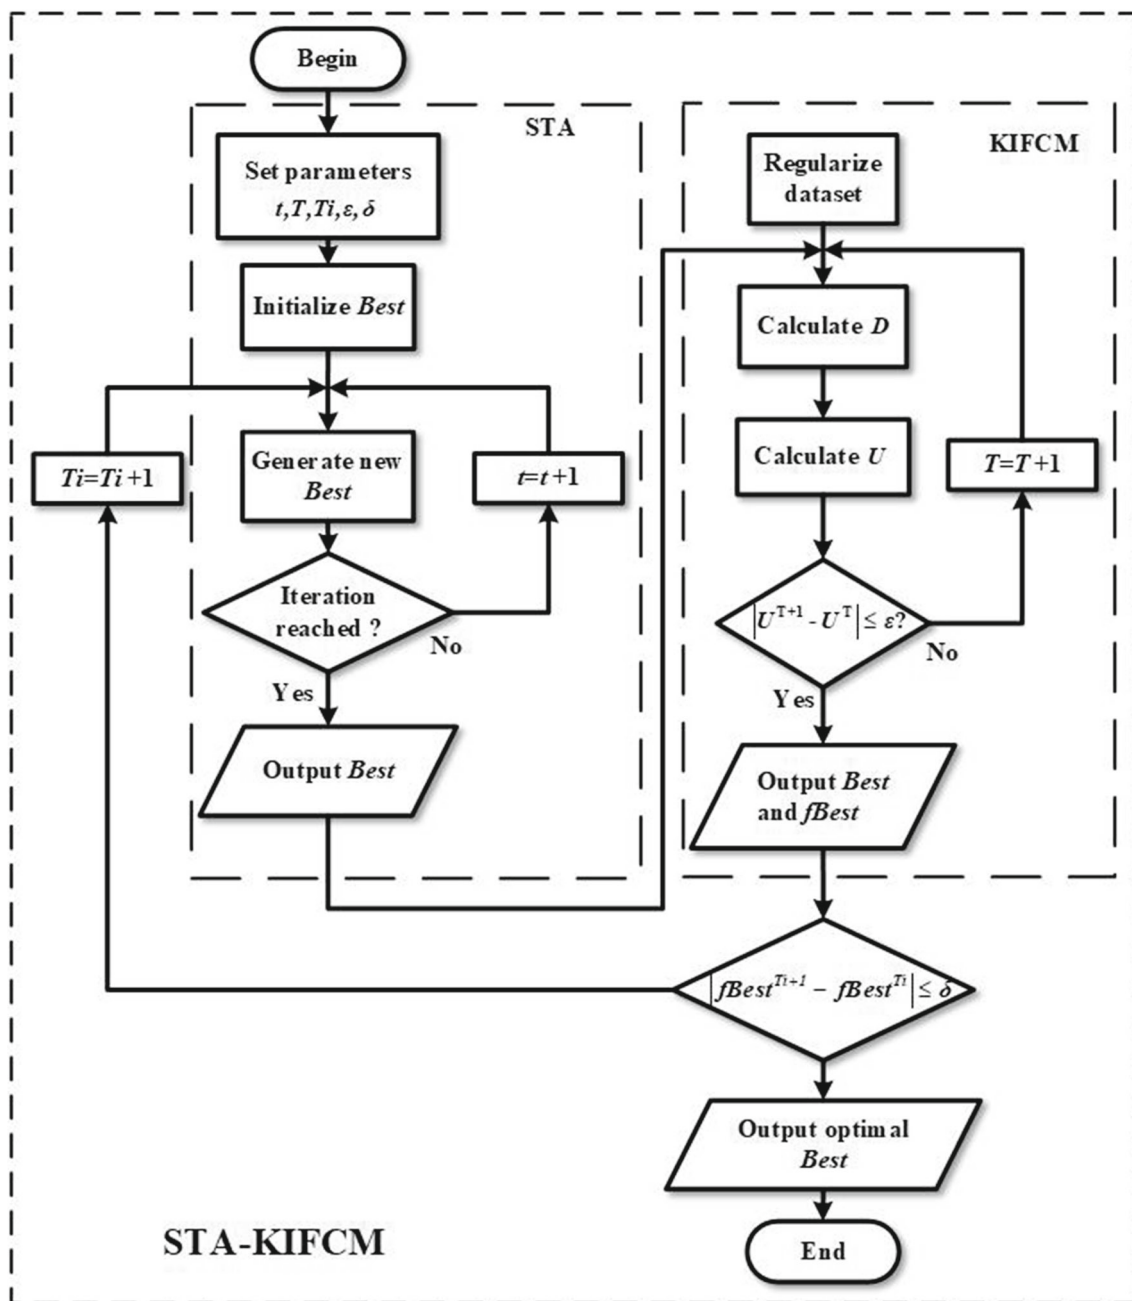 Begin
STA
Set parameters
t,T,Ti,ε,δ
Initialize Best
Generate new
Best
Ti=Ti+1
t=t+1
Iteration
reached ?
No
Yes
Output Best
KIFCM
Regularize
dataset
Calculate D
Calculate U
T=T+1
|U^{T+1} - U^{T}| ≤ ε?
No
Yes
Output Best
and fBest
|fBest^{Ti+1} − fBest^{Ti}| ≤ δ
Output optimal
Best
End
STA-KIFCM